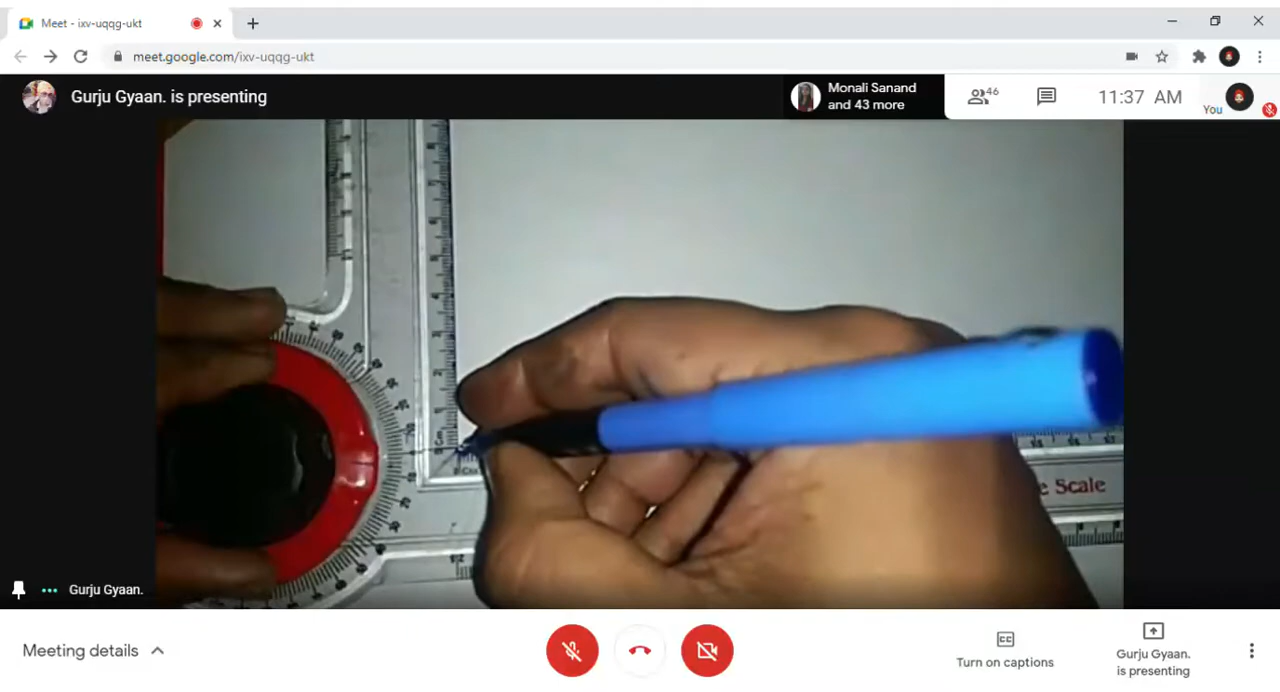 Meet - ixv-uqqg-ukt
meet.google.com/ixv-uqqg-ukt
Gurju Gyaan. is presenting
Monali Sanand
and 43 more
46
11:37 AM
You
e Scale
Gurju Gyaan.
Meeting details
Turn on captions
Gurju Gyaan.
is presenting